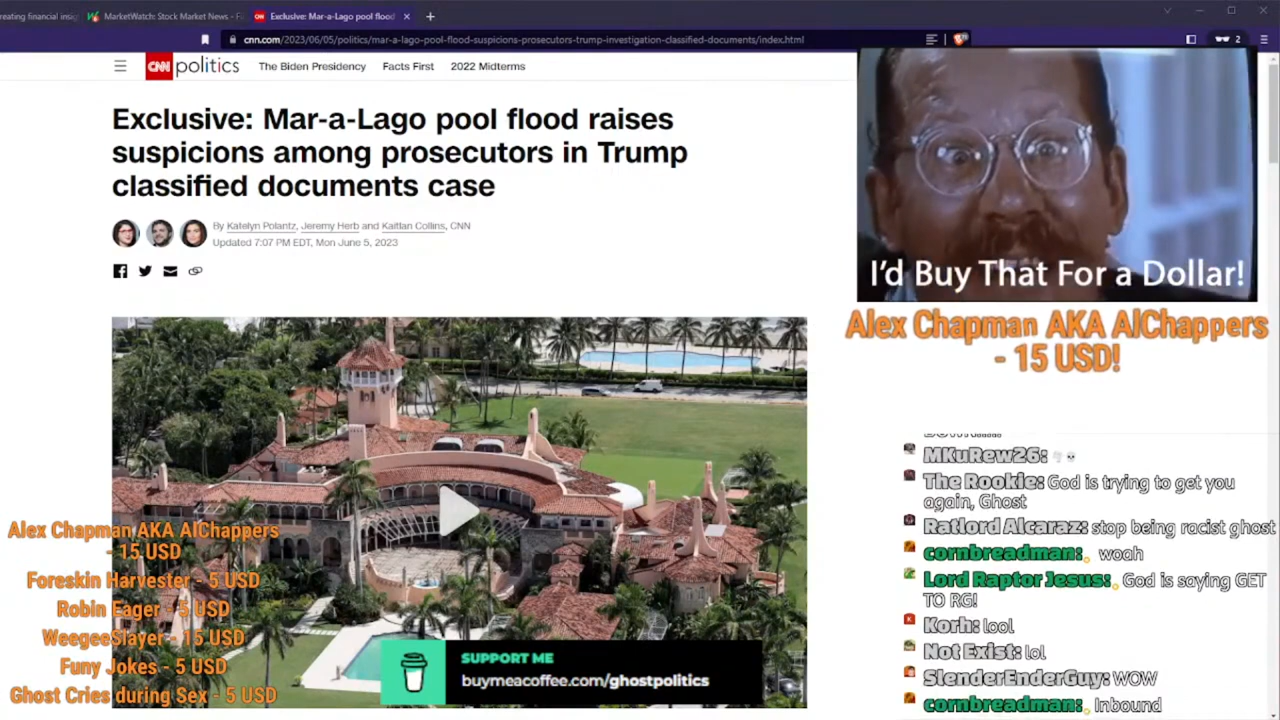 reating financial insig
MarketWatch: Stock Market News - F
Exclusive: Mar-a-Lago pool flood
cnn.com/2023/06/05/politics/mar-a-lago-pool-flood-suspicions-prosecutors-trump-investigation-classified-documents/index.html
2
CNN politics
The Biden Presidency
Facts First
2022 Midterms
Exclusive: Mar-a-Lago pool flood raises
suspicions among prosecutors in Trump
classified documents case
By Katelyn Polantz, Jeremy Herb and Kaitlan Collins, CNN
Updated 7:07 PM EDT, Mon June 5, 2023
I'd Buy That For a Dollar!
Alex Chapman AKA AlChappers
- 15 USD!
Alex Chapman AKA AlChappers
- 15 USD
Foreskin Harvester - 5 USD
Robin Eager - 5 USD
WeegeeSlayer - 15 USD
Funy Jokes - 5 USD
Ghost Cries during Sex - 5 USD
SUPPORT ME
buymeacoffee.com/ghostpolitics
MKuRew26:
The Rookie: God is trying to get you
again, Ghost
Ratlord Alcaraz: stop being racist ghost
cornbreadman: woah
Lord Raptor Jesus: God is saying GET
TO RG!
Korh: lool
Not Exist: lol
SlenderEnderGuy: WOW
cornbreadman: Inbound